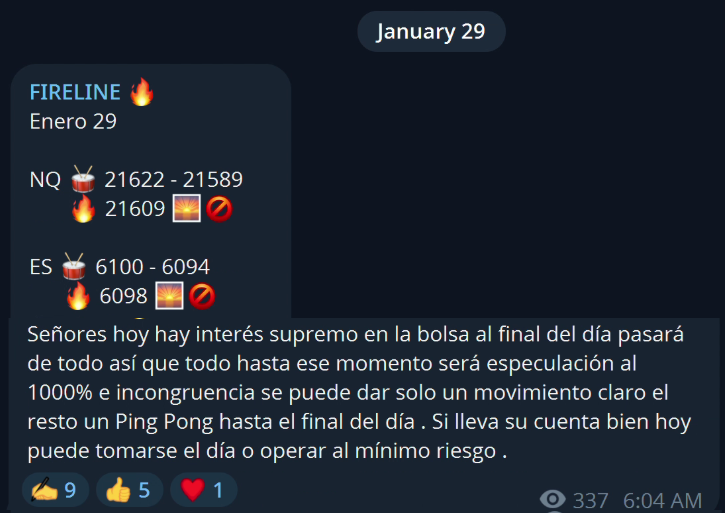 January 29
FIRELINE 🔥
Enero 29
NQ 🥁 21622 - 21589
🔥 21609 🌅 🚫
ES 🥁 6100 - 6094
🔥 6098 🌅 🚫
Señores hoy hay interés supremo en la bolsa al final del día pasará
de todo así que todo hasta ese momento será especulación al
1000% e incongruencia se puede dar solo un movimiento claro el
resto un Ping Pong hasta el final del día . Si lleva su cuenta bien hoy
puede tomarse el día o operar al mínimo riesgo .
✍️ 9 👍 5 ❤️ 1
337 6:04 AM